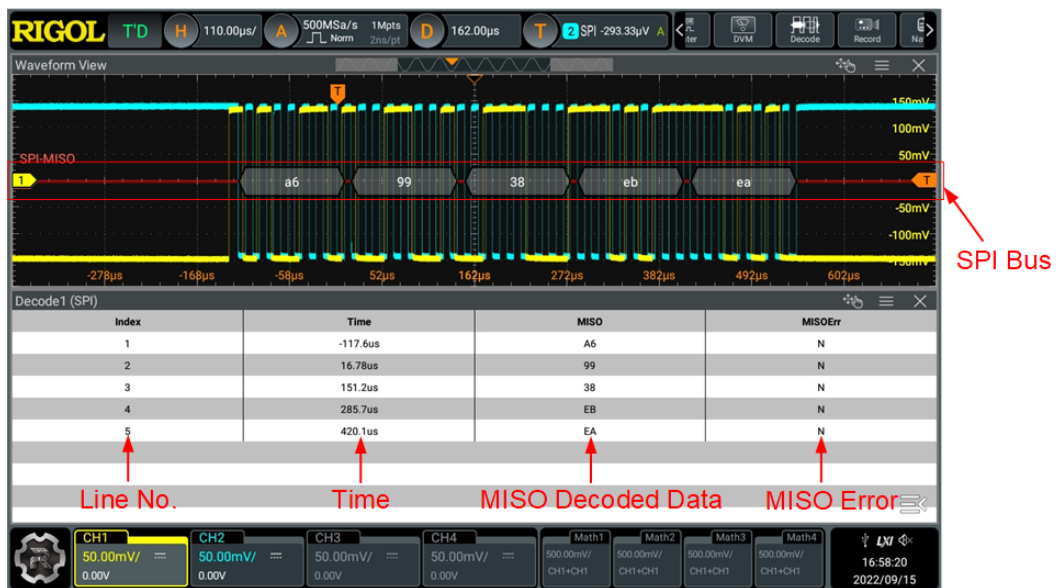 RIGOL T'D H 110.00µs/ A 500MSa/s 1Mpts Norm 2ns/pt D 162.00µs T 2 SPI -293.33µV A DVM Decode Record
Waveform View
T
150mV
100mV
SPI-MISO 50mV
1 a6 99 38 eb ea T
-50mV
-100mV
SPI Bus
-150mV
-278µs -168µs -58µs 52µs 162µs 272µs 382µs 492µs 602µs
Decode1 (SPI)
Index Time MISO MISOErr
1 -117.6us A6 N
2 16.78us 99 N
3 151.2us 38 N
4 285.7us EB N
5 420.1us EA N
Line No. Time MISO Decoded Data MISO Error
CH1 CH2 CH3 CH4 Math1 Math2 Math3 Math4 LXI
50.00mV/ 50.00mV/ 50.00mV/ 50.00mV/ 500.00mV/ 500.00mV/ 500.00mV/ 500.00mV/ 16:58:20
0.00V 0.00V 0.00V 0.00V CH1+CH1 CH1+CH1 CH1+CH1 CH1+CH1 2022/09/15